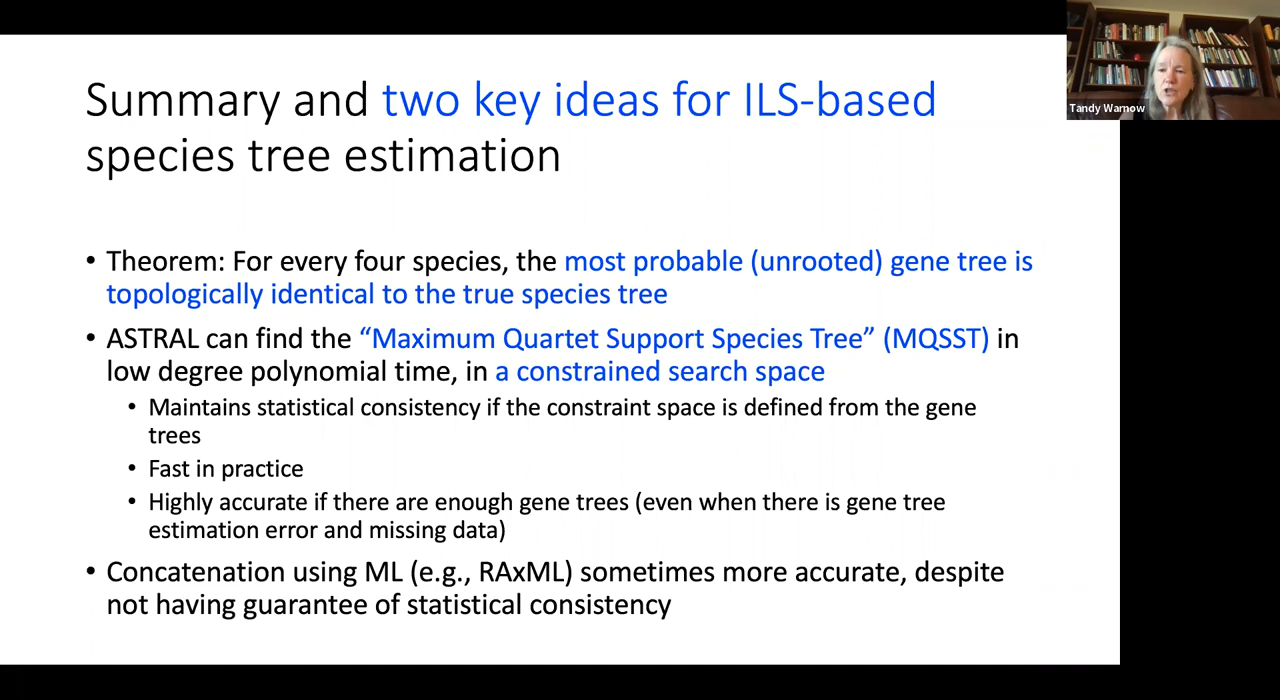 Summary and two key ideas for ILS-based
species tree estimation
• Theorem: For every four species, the most probable (unrooted) gene tree is
topologically identical to the true species tree
• ASTRAL can find the “Maximum Quartet Support Species Tree” (MQSST) in
low degree polynomial time, in a constrained search space
• Maintains statistical consistency if the constraint space is defined from the gene
trees
• Fast in practice
• Highly accurate if there are enough gene trees (even when there is gene tree
estimation error and missing data)
• Concatenation using ML (e.g., RAxML) sometimes more accurate, despite
not having guarantee of statistical consistency
Tandy Warnow